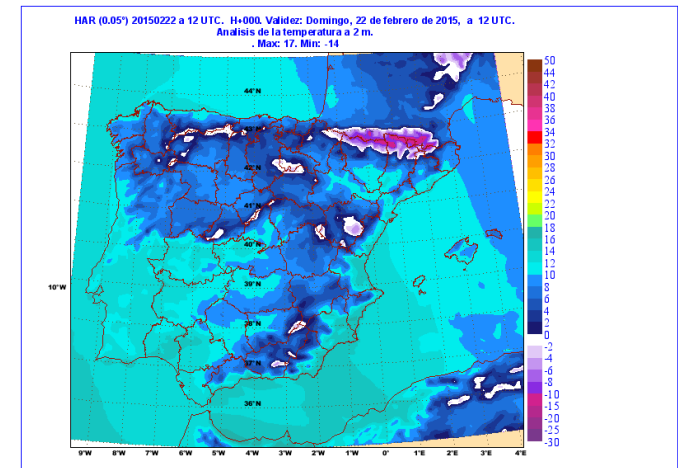 HAR (0.05°) 20150222 a 12 UTC. H+000. Validez: Domingo, 22 de febrero de 2015, a 12 UTC.
Analisis de la temperatura a 2 m.
. Max: 17. Min: -14
50
44
42
40
38
36
34
32
30
28
26
24
22
20
18
16
14
12
10
8
6
4
2
0
-2
-4
-6
-8
-10
-15
-20
-25
-30
44°N
43°N
42°N
41°N
40°N
39°N
38°N
37°N
36°N
10°W
9°W 8°W 7°W 6°W 5°W 4°W 3°W 2°W 1°W 0° 1°E 2°E 3°E 4°E